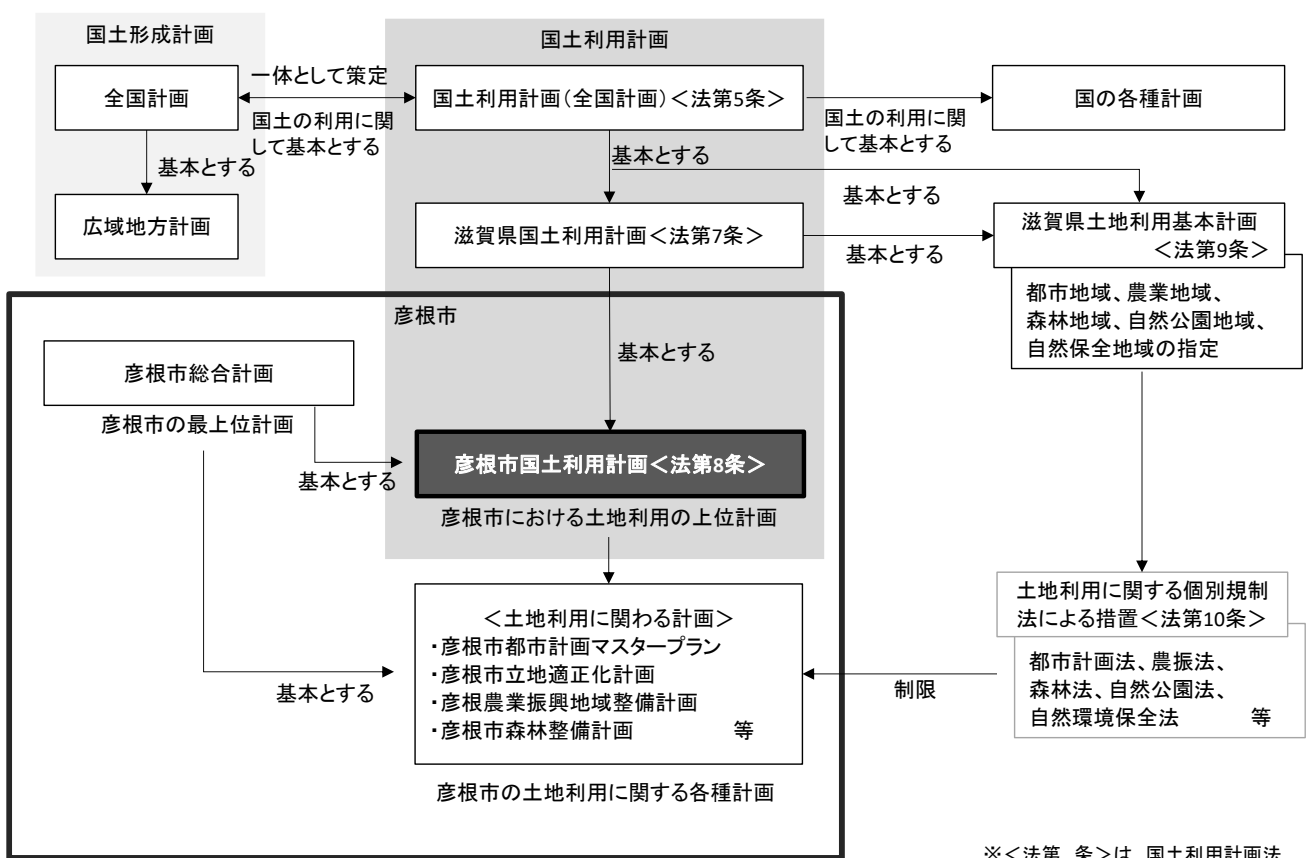 国土形成計画
国土利用計画
全国計画
一体として策定
国土の利用に関
して基本とする
国土利用計画(全国計画)<法第5条>
国土の利用に関
して基本とする
国の各種計画
基本とする
基本とする
基本とする
広域地方計画
滋賀県国土利用計画<法第7条>
基本とする
滋賀県土地利用基本計画
<法第9条>
都市地域、農業地域、
森林地域、自然公園地域、
自然保全地域の指定
彦根市
基本とする
彦根市総合計画
彦根市の最上位計画
基本とする
彦根市国土利用計画<法第8条>
彦根市における土地利用の上位計画
<土地利用に関わる計画>
・彦根市都市計画マスタープラン
・彦根市立地適正化計画
・彦根農業振興地域整備計画
・彦根市森林整備計画 等
基本とする
彦根市の土地利用に関する各種計画
制限
土地利用に関する個別規制
法による措置<法第10条>
都市計画法、農振法、
森林法、自然公園法、
自然環境保全法 等
※<法第 条>は、国土利用計画法